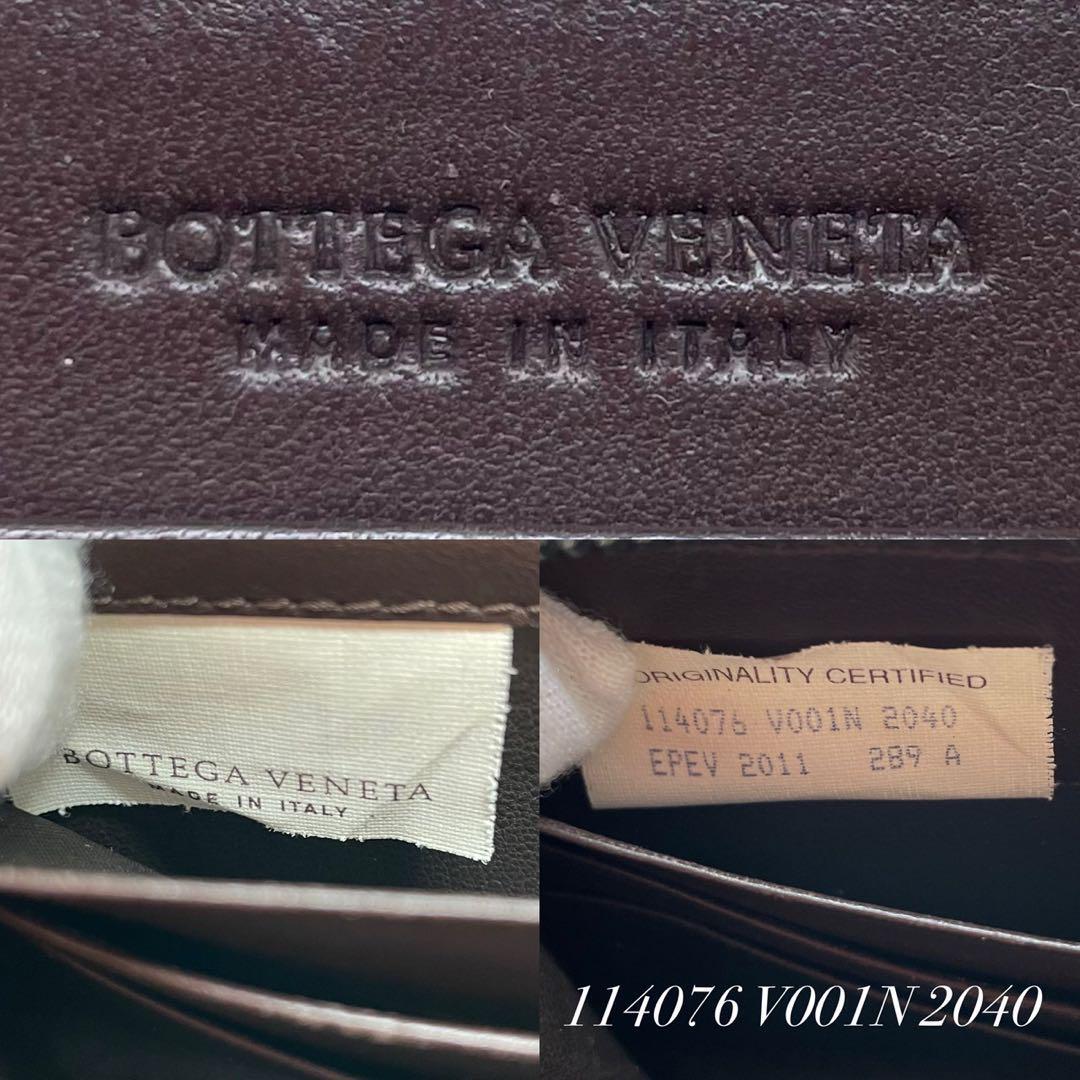 BOTTEGA VENETA
MADE IN ITALY
BOTTEGA VENETA
MADE IN ITALY
ORIGINALITY CERTIFIED
114076 V001N 2040
EPEV 2011 289 A
114076 V001N 2040